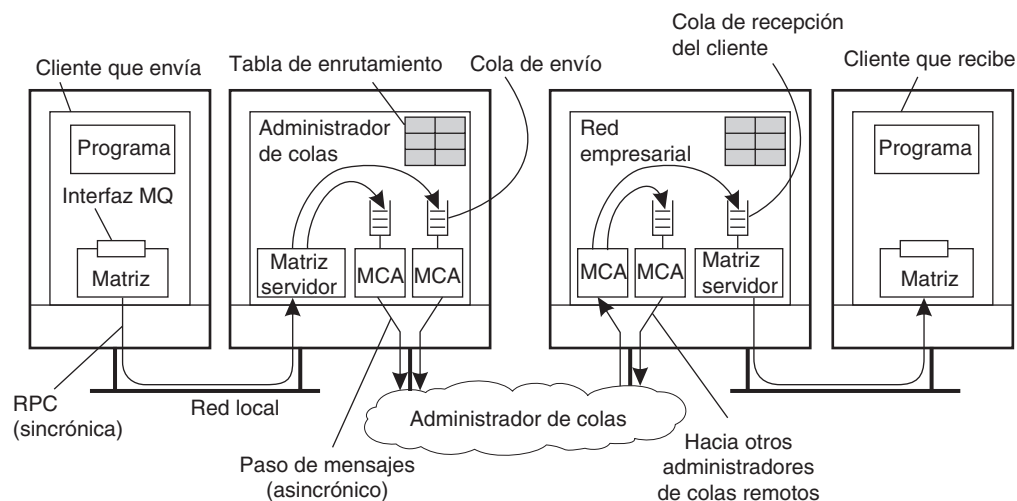 Cliente que envía
Tabla de enrutamiento
Cola de envío
Cola de recepción
del cliente
Cliente que recibe
Programa
Interfaz MQ
Matriz
Administrador
de colas
Matriz
servidor
MCA
MCA
Red
empresarial
MCA
MCA
Matriz
servidor
Programa
Matriz
RPC
(sincrónica)
Red local
Paso de mensajes
(asincrónico)
Administrador de colas
Hacia otros
administradores
de colas remotos